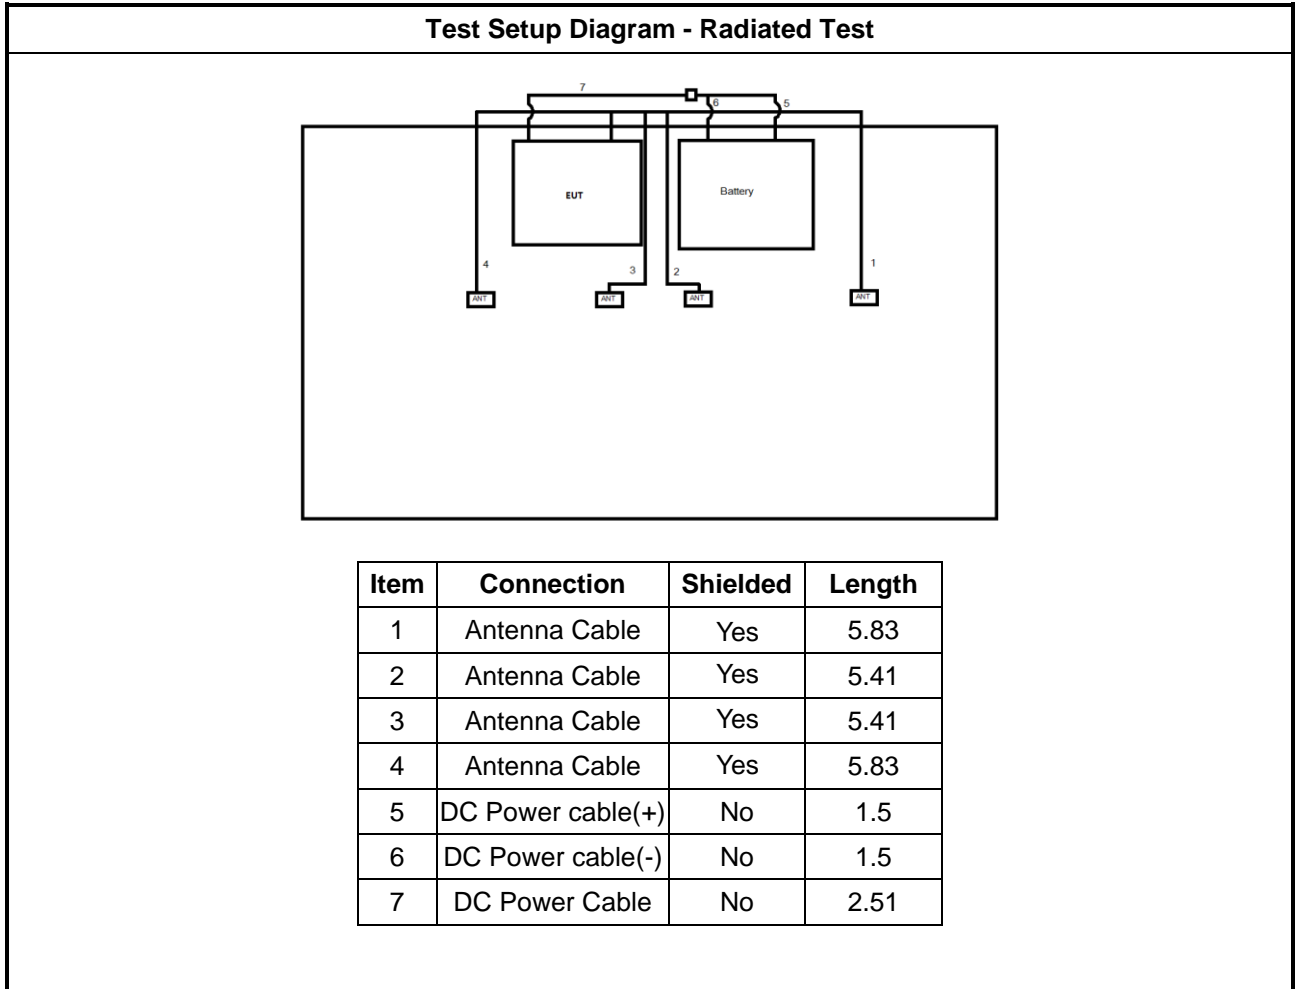 Test Setup Diagram - Radiated Test
7
6
5
EUT
Battery
4
3
2
1
ANT
ANT
ANT
ANT
Item Connection Shielded Length
1 Antenna Cable Yes 5.83
2 Antenna Cable Yes 5.41
3 Antenna Cable Yes 5.41
4 Antenna Cable Yes 5.83
5 DC Power cable(+) No 1.5
6 DC Power cable(-) No 1.5
7 DC Power Cable No 2.51